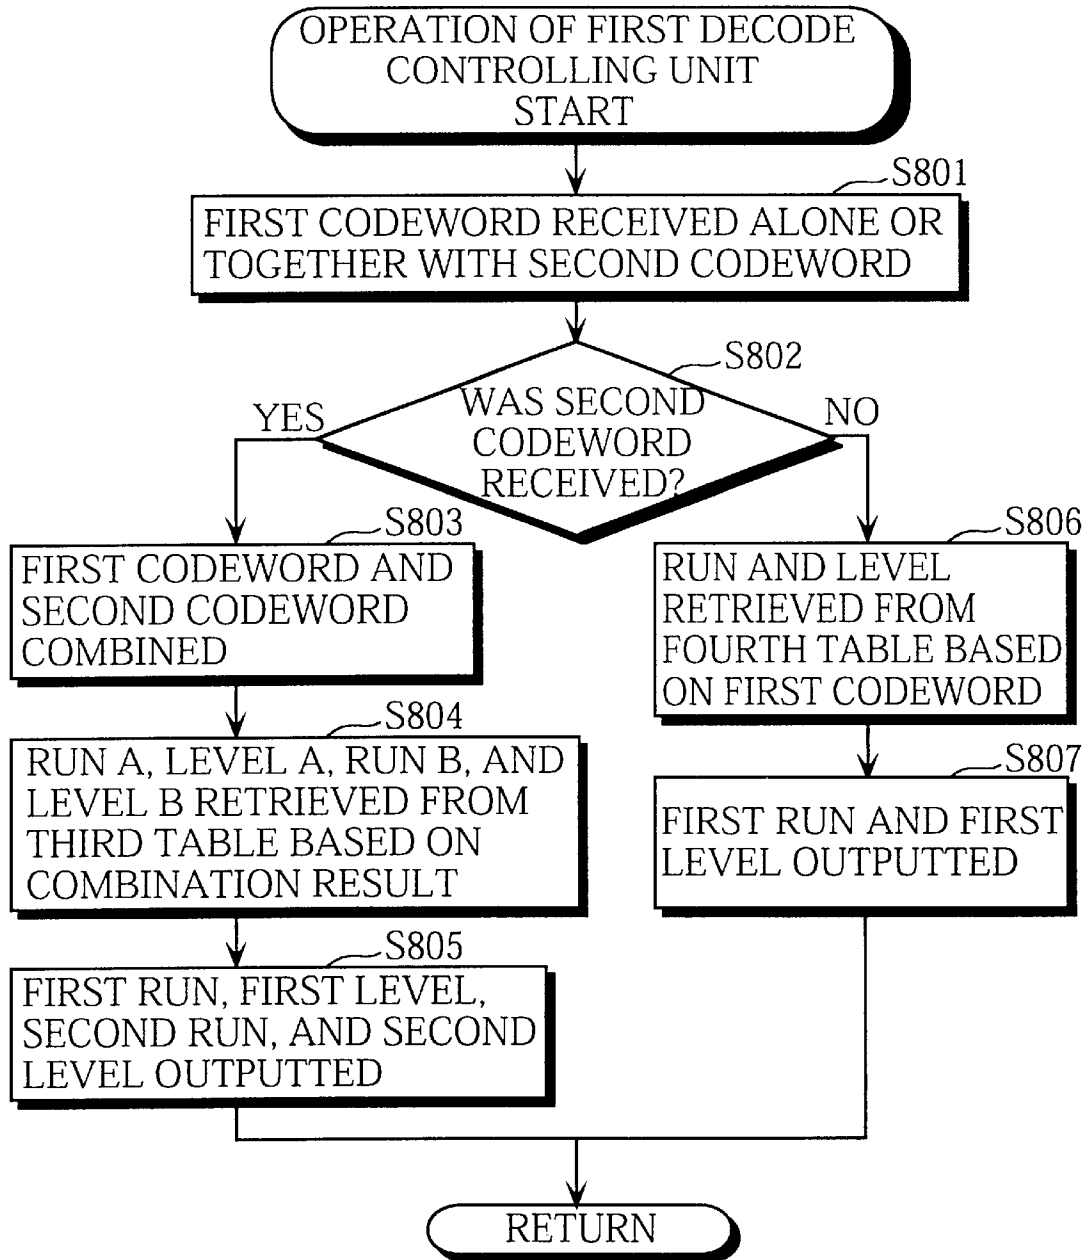 OPERATION OF FIRST DECODE
CONTROLLING UNIT
START
S801
FIRST CODEWORD RECEIVED ALONE OR
TOGETHER WITH SECOND CODEWORD
S802
WAS SECOND
CODEWORD
RECEIVED?
YES
NO
S803
FIRST CODEWORD AND
SECOND CODEWORD
COMBINED
S804
RUN A, LEVEL A, RUN B, AND
LEVEL B RETRIEVED FROM
THIRD TABLE BASED ON
COMBINATION RESULT
S805
FIRST RUN, FIRST LEVEL,
SECOND RUN, AND SECOND
LEVEL OUTPUTTED
S806
RUN AND LEVEL
RETRIEVED FROM
FOURTH TABLE BASED
ON FIRST CODEWORD
S807
FIRST RUN AND FIRST
LEVEL OUTPUTTED
RETURN